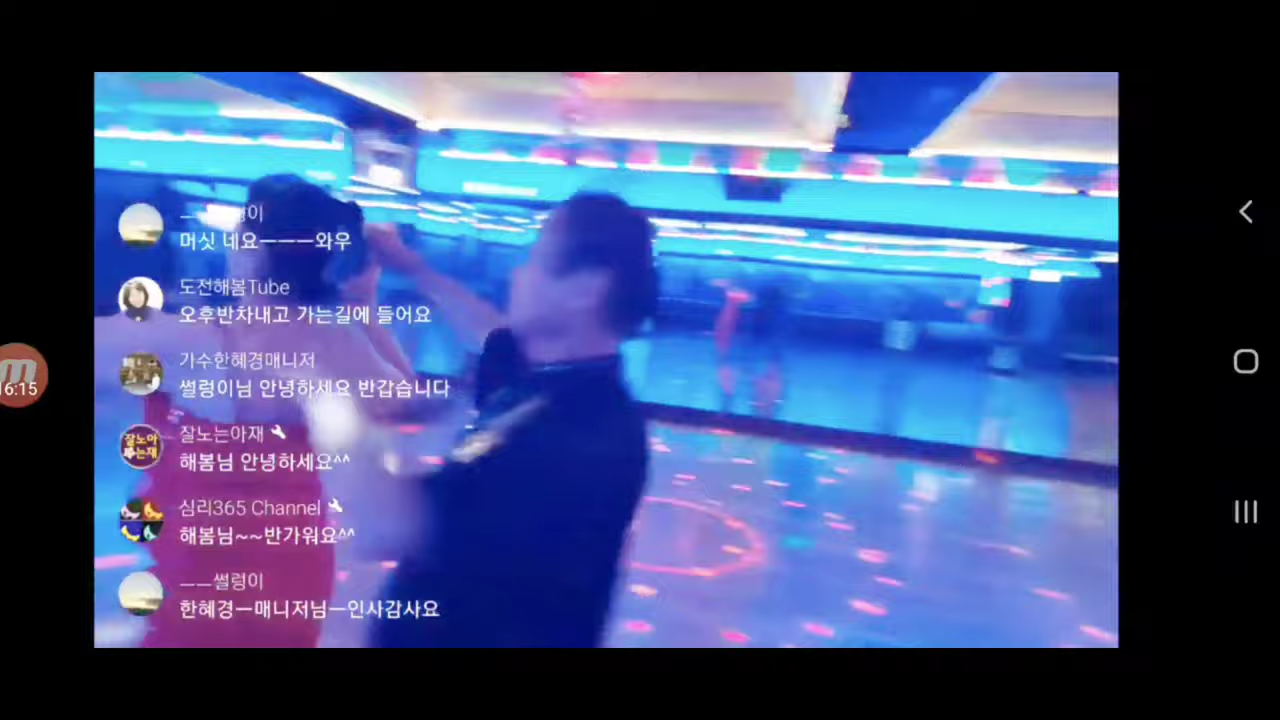 머싯 네요ㅡㅡㅡ와우
도전해봄Tube
오후반차내고 가는길에 들어요
가수한혜경매니저
썰렁이님 안녕하세요 반갑습니다
잘노는아재
잘노아
는재
해봄님 안녕하세요^^
심리365 Channel
해봄님~~반가워요^^
ㅡㅡ썰렁이
한혜경ㅡ매니저님ㅡ인사감사요
16:15